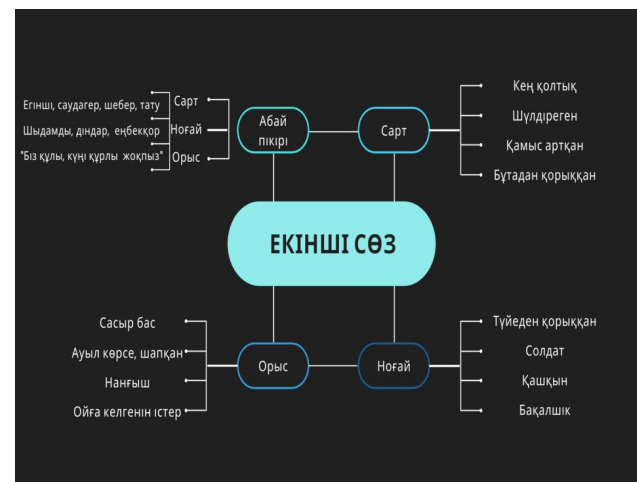 Егінші, саудагер, шебер, тату
Шыдамды, діндар, еңбекқор
"Біз құлы, күңі құрлы жоқпыз"
Сарт
Ноғай
Орыс
Абай
пікірі
Сарт
Кең қолтық
Шүлдіреген
Қамыс артқан
Бұтадан қорыққан
ЕКІНШІ СӨЗ
Сасыр бас
Ауыл көрсе, шапқан
Нанғыш
Ойға келгенін істер
Орыс
Ноғай
Түйеден қорыққан
Солдат
Қашқын
Бақалшік